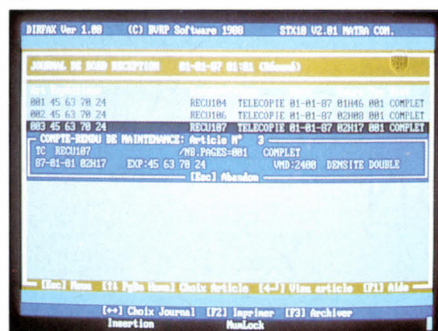 DIRFAX Ver 1.00 (C) BVRP Software 1988 STX10 V2.01 MATRA COM.
JOURNAL DE BORD RECEPTION 01-01-87 01:01 (Résumé)
001 45 63 70 24 RECU104 TELECOPIE 01-01-87 01H46 001 COMPLET
002 45 63 70 24 RECU106 TELECOPIE 01-01-87 02H08 001 COMPLET
003 45 63 70 24 RECU107 TELECOPIE 01-01-87 02H17 001 COMPLET
COMPTE-RENDU DE MAINTENANCE: Article N° 3
TC RECU107 /NB.PAGES=001 COMPLET
87-01-01 02H17 EXP:45 63 70 24 VMD:2400 DENSITE DOUBLE
[Esc] Abandon
[Esc] Menu [↑↓ PgDn Home] Choix Article [←┘] Visu article [F1] Aide
[↔] Choix Journal [F2] Imprimer [F3] Archiver
Insertion NumLock